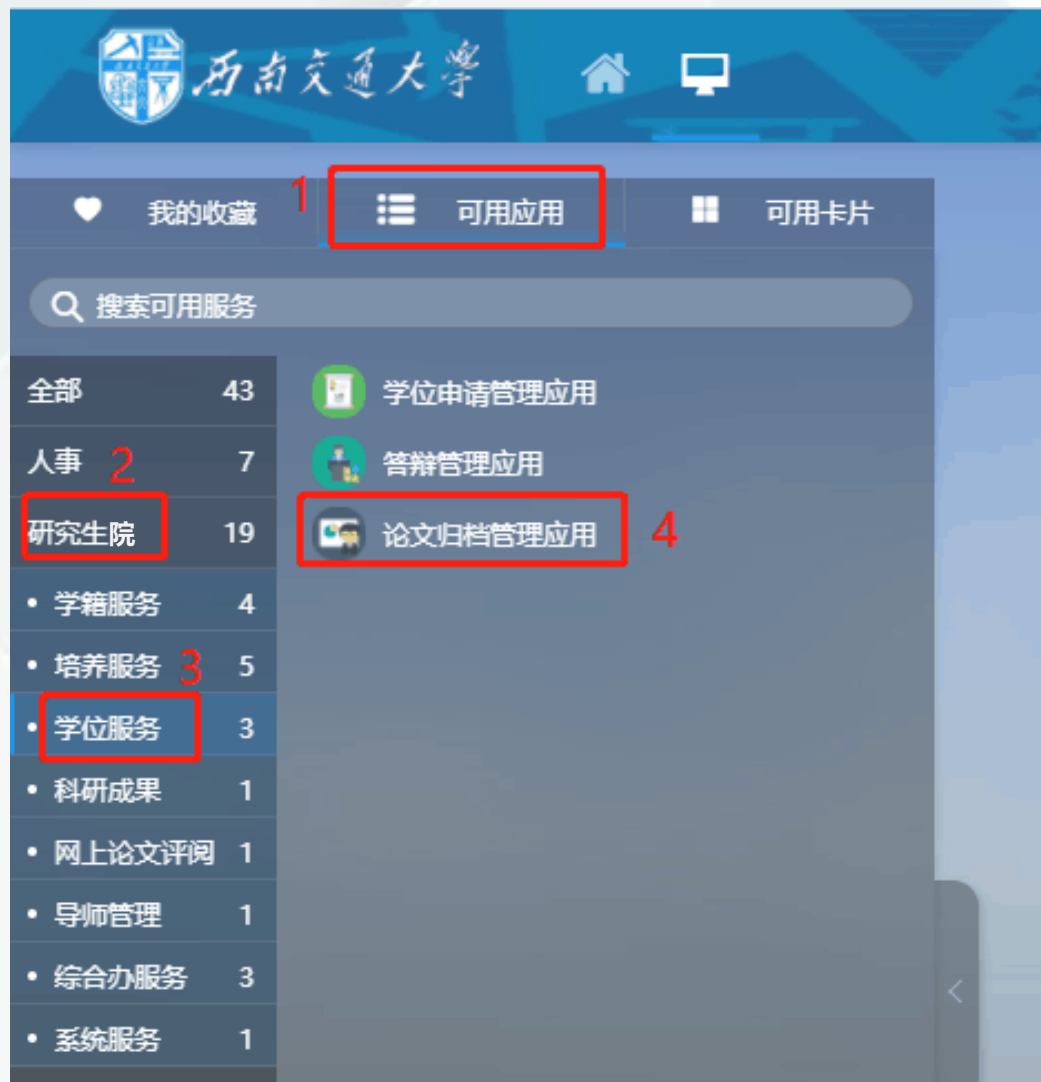 西南交通大学
1
我的收藏 可用应用 可用卡片
搜索可用服务
全部 43
学位申请管理应用
人事 2 7
答辩管理应用
研究生院 19
论文归档管理应用 4
• 学籍服务 4
• 培养服务 3 5
• 学位服务 3
• 科研成果 1
• 网上论文评阅 1
• 导师管理 1
• 综合办服务 3
• 系统服务 1